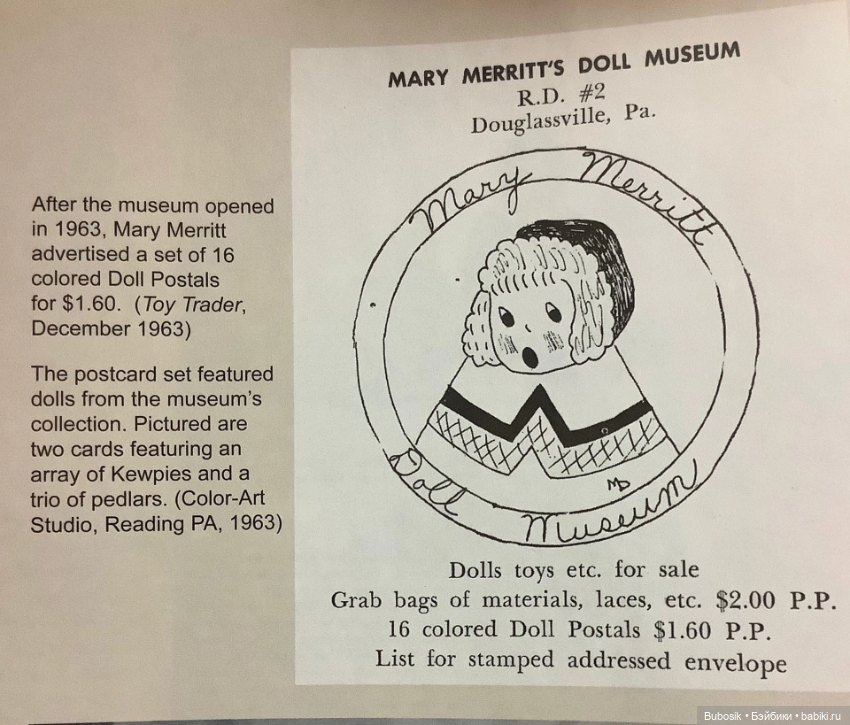 After the museum opened
in 1963, Mary Merritt
advertised a set of 16
colored Doll Postals
for $1.60. (Toy Trader,
December 1963)
The postcard set featured
dolls from the museum's
collection. Pictured are
two cards featuring an
array of Kewpies and a
trio of pedlars. (Color-Art
Studio, Reading PA, 1963)
MARY MERRITT'S DOLL MUSEUM
R.D. #2
Douglassville, Pa.
Mary Merritt
Doll Museum
MD
Dolls toys etc. for sale
Grab bags of materials, laces, etc. $2.00 P.P.
16 colored Doll Postals $1.60 P.P.
List for stamped addressed envelope
Bubosik • Бэйбики • babiki.ru